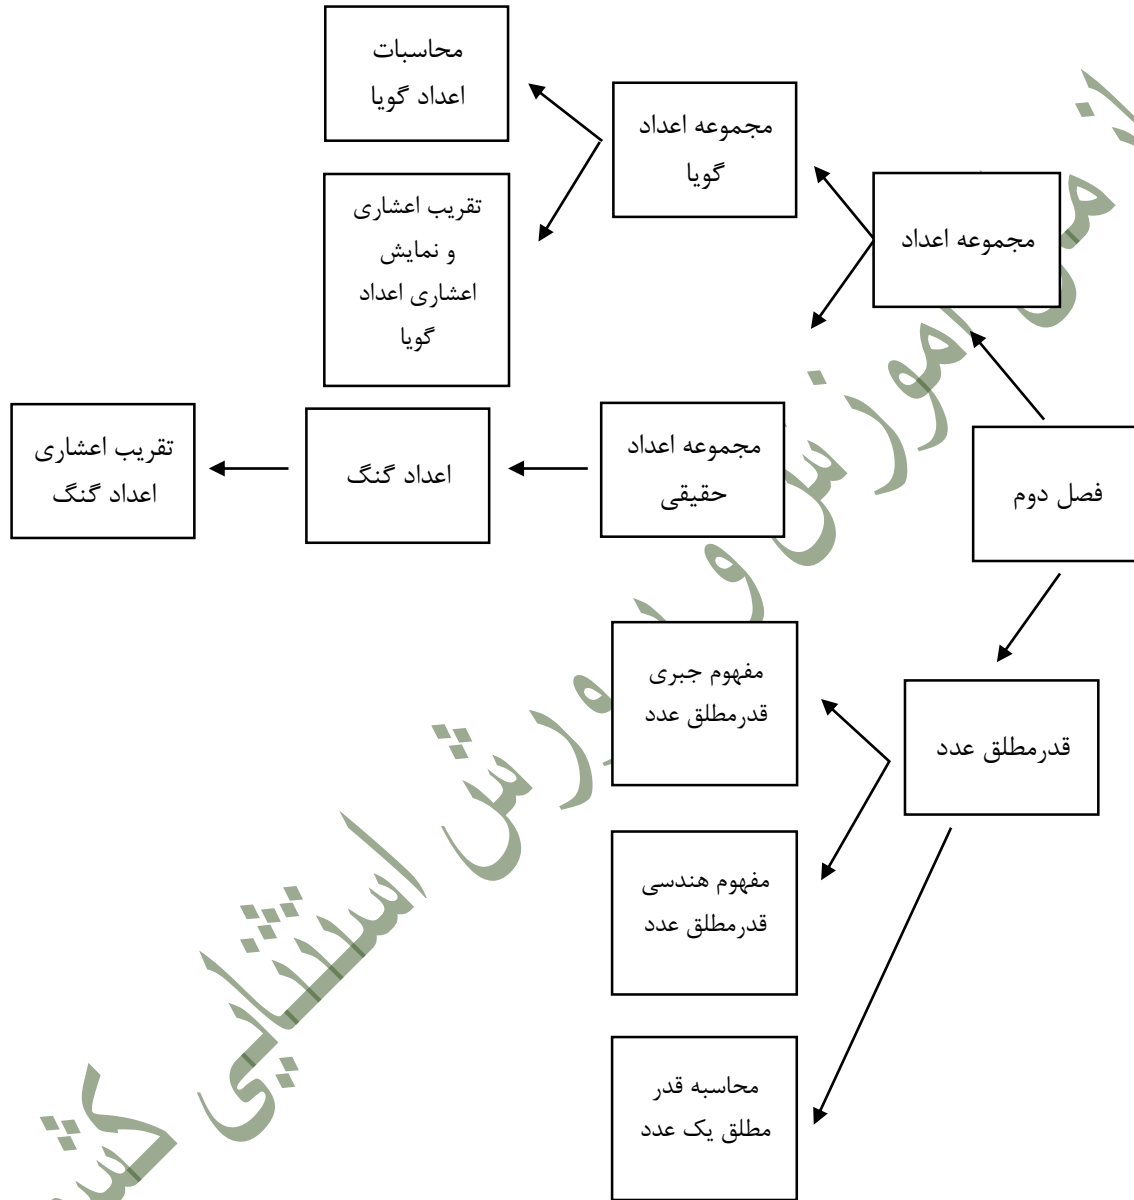 فصل دوم
مجموعه اعداد
مجموعه اعداد
گویا
محاسبات
اعداد گویا
تقریب اعشاری
و نمایش
اعشاری اعداد
گویا
مجموعه اعداد
حقیقی
اعداد گنگ
تقریب اعشاری
اعداد گنگ
قدرمطلق عدد
مفهوم جبری
قدرمطلق عدد
مفهوم هندسی
قدرمطلق عدد
محاسبه قدر
مطلق یک عدد
استثنایی